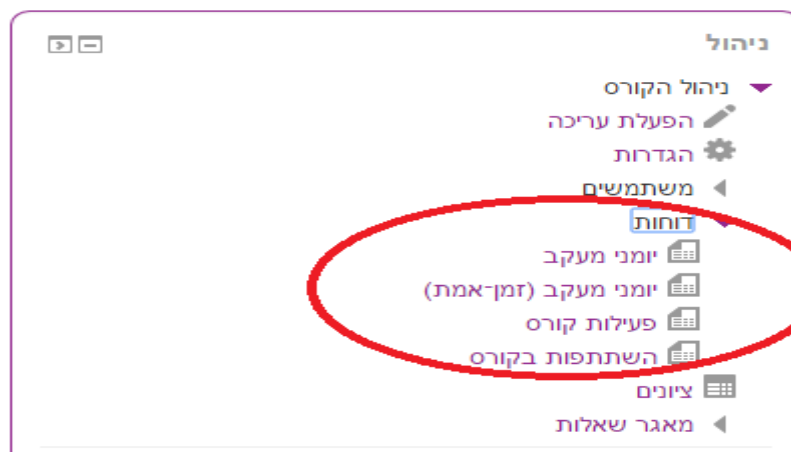 ניהול
ניהול הקורס
הפעלת עריכה
הגדרות
משתמשים
דוחות
יומני מעקב
יומני מעקב (זמן-אמת)
פעילות קורס
השתתפות בקורס
ציונים
מאגר שאלות